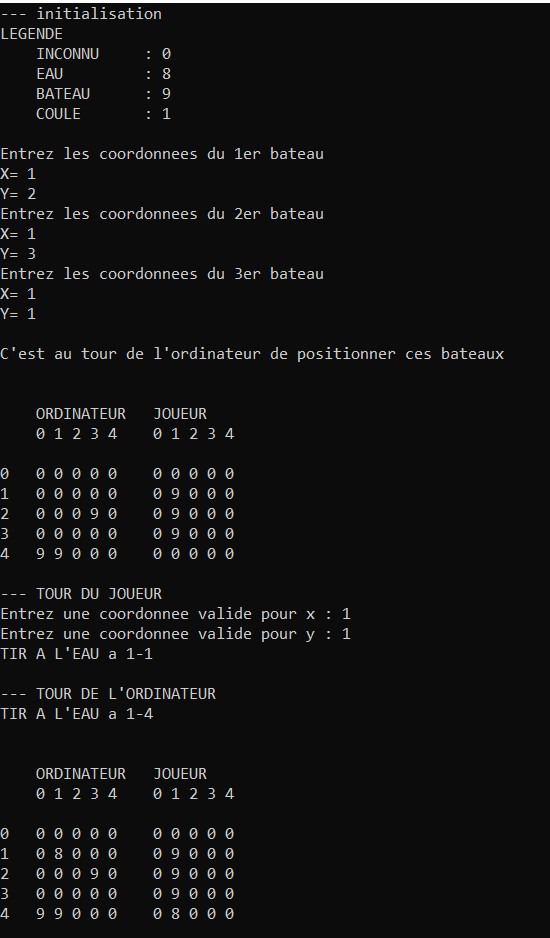 --- initialisation
LEGENDE
    INCONNU     : 0
    EAU         : 8
    BATEAU      : 9
    COULE       : 1

Entrez les coordonnees du 1er bateau
X= 1
Y= 2
Entrez les coordonnees du 2er bateau
X= 1
Y= 3
Entrez les coordonnees du 3er bateau
X= 1
Y= 1

C'est au tour de l'ordinateur de positionner ces bateaux

    ORDINATEUR   JOUEUR
    0 1 2 3 4    0 1 2 3 4

0   0 0 0 0 0    0 0 0 0 0
1   0 0 0 0 0    0 9 0 0 0
2   0 0 0 9 0    0 9 0 0 0
3   0 0 0 0 0    0 9 0 0 0
4   9 9 0 0 0    0 0 0 0 0

--- TOUR DU JOUEUR
Entrez une coordonnee valide pour x : 1
Entrez une coordonnee valide pour y : 1
TIR A L'EAU a 1-1

--- TOUR DE L'ORDINATEUR
TIR A L'EAU a 1-4

    ORDINATEUR   JOUEUR
    0 1 2 3 4    0 1 2 3 4

0   0 0 0 0 0    0 0 0 0 0
1   0 8 0 0 0    0 9 0 0 0
2   0 0 0 9 0    0 9 0 0 0
3   0 0 0 0 0    0 9 0 0 0
4   9 9 0 0 0    0 8 0 0 0